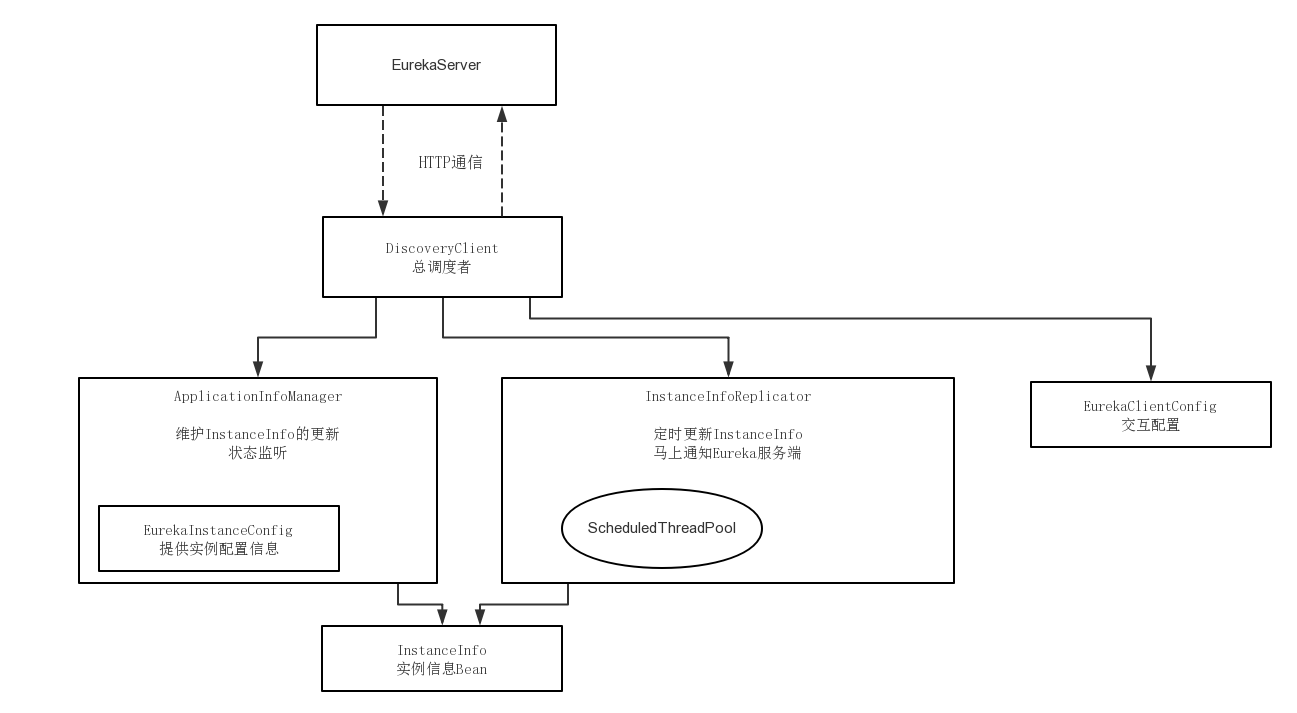 EurekaServer
HTTP通信
DiscoveryClient
总调度者
ApplicationInfoManager
维护InstanceInfo的更新
状态监听
EurekaInstanceConfig
提供实例配置信息
InstanceInfoReplicator
定时更新InstanceInfo
马上通知Eureka服务端
ScheduledThreadPool
EurekaClientConfig
交互配置
InstanceInfo
实例信息Bean